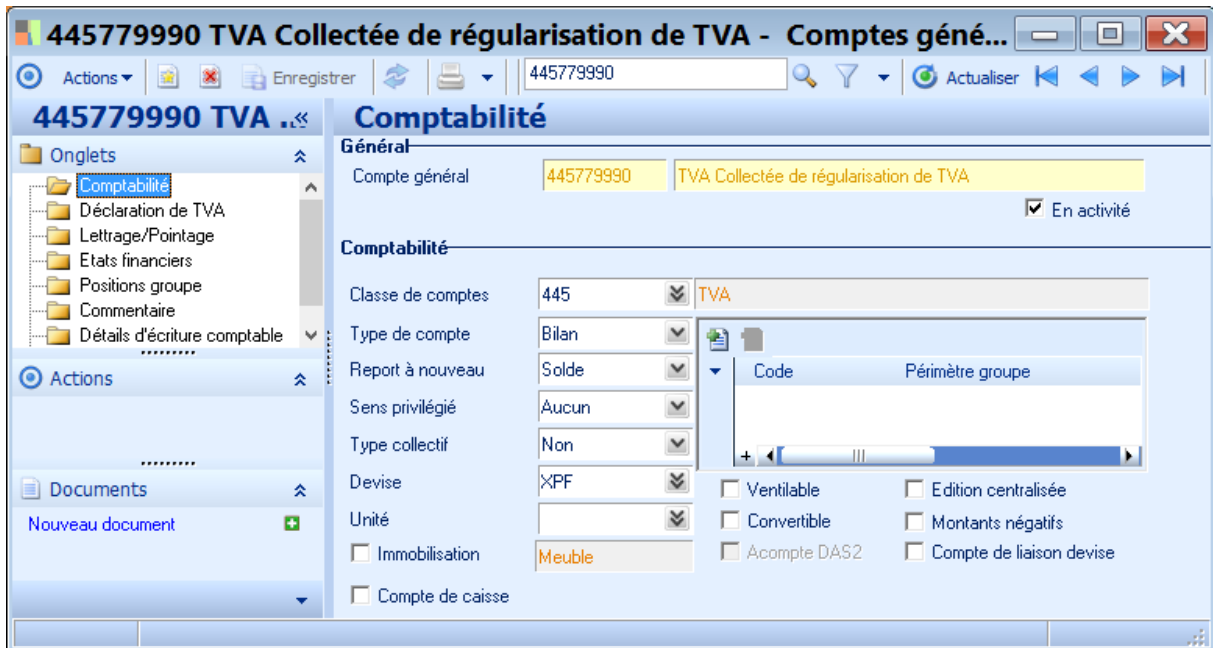 445779990 TVA Collectée de régularisation de TVA - Comptes géné...
Actions Enregistrer 445779990 Actualiser
445779990 TVA ..«
Onglets
Comptabilité
Déclaration de TVA
Lettrage/Pointage
Etats financiers
Positions groupe
Commentaire
Détails d'écriture comptable
Actions
Documents
Nouveau document
Comptabilité
Général
Compte général 445779990 TVA Collectée de régularisation de TVA
En activité
Comptabilité
Classe de comptes 445 TVA
Type de compte Bilan
Report à nouveau Solde
Sens privilégié Aucun
Type collectif Non
Devise XPF
Unité
Immobilisation Meuble
Compte de caisse
Code Périmètre groupe
Ventilable Edition centralisée
Convertible Montants négatifs
Acompte DAS2 Compte de liaison devise